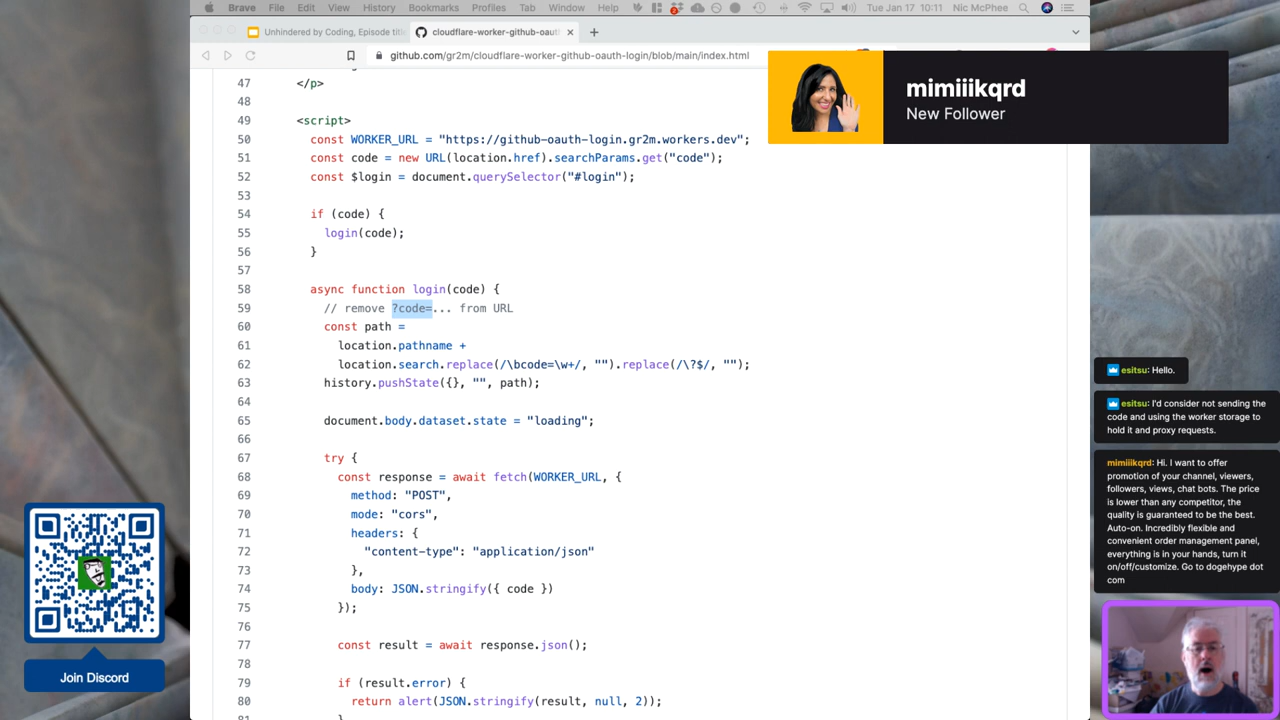 Brave File Edit View History Bookmarks Profiles Tab Window Help
2
Tue Jan 17 10:11 Nic McPhee
Unhindered by Coding, Episode title
cloudflare-worker-github-oauth-
github.com/gr2m/cloudflare-worker-github-oauth-login/blob/main/index.html
mimiiikqrd
New Follower
47 </p>
48
49 <script>
50 const WORKER_URL = "https://github-oauth-login.gr2m.workers.dev";
51 const code = new URL(location.href).searchParams.get("code");
52 const $login = document.querySelector("#login");
53
54 if (code) {
55 login(code);
56 }
57
58 async function login(code) {
59 // remove ?code=... from URL
60 const path =
61 location.pathname +
62 location.search.replace(/\bcode=\w+/, "").replace(/\?$/, "");
63 history.pushState({}, "", path);
64
65 document.body.dataset.state = "loading";
66
67 try {
68 const response = await fetch(WORKER_URL, {
69 method: "POST",
70 mode: "cors",
71 headers: {
72 "content-type": "application/json"
73 },
74 body: JSON.stringify({ code })
75 });
76
77 const result = await response.json();
78
79 if (result.error) {
80 return alert(JSON.stringify(result, null, 2));
81 }
esitsu: Hello.
esitsu: I'd consider not sending the
code and using the worker storage to
hold it and proxy requests.
mimiiikqrd: Hi. I want to offer
promotion of your channel, viewers,
followers, views, chat bots. The price
is lower than any competitor, the
quality is guaranteed to be the best.
Auto-on. Incredibly flexible and
convenient order management panel,
everything is in your hands, turn it
on/off/customize. Go to dogehype dot
com
Join Discord